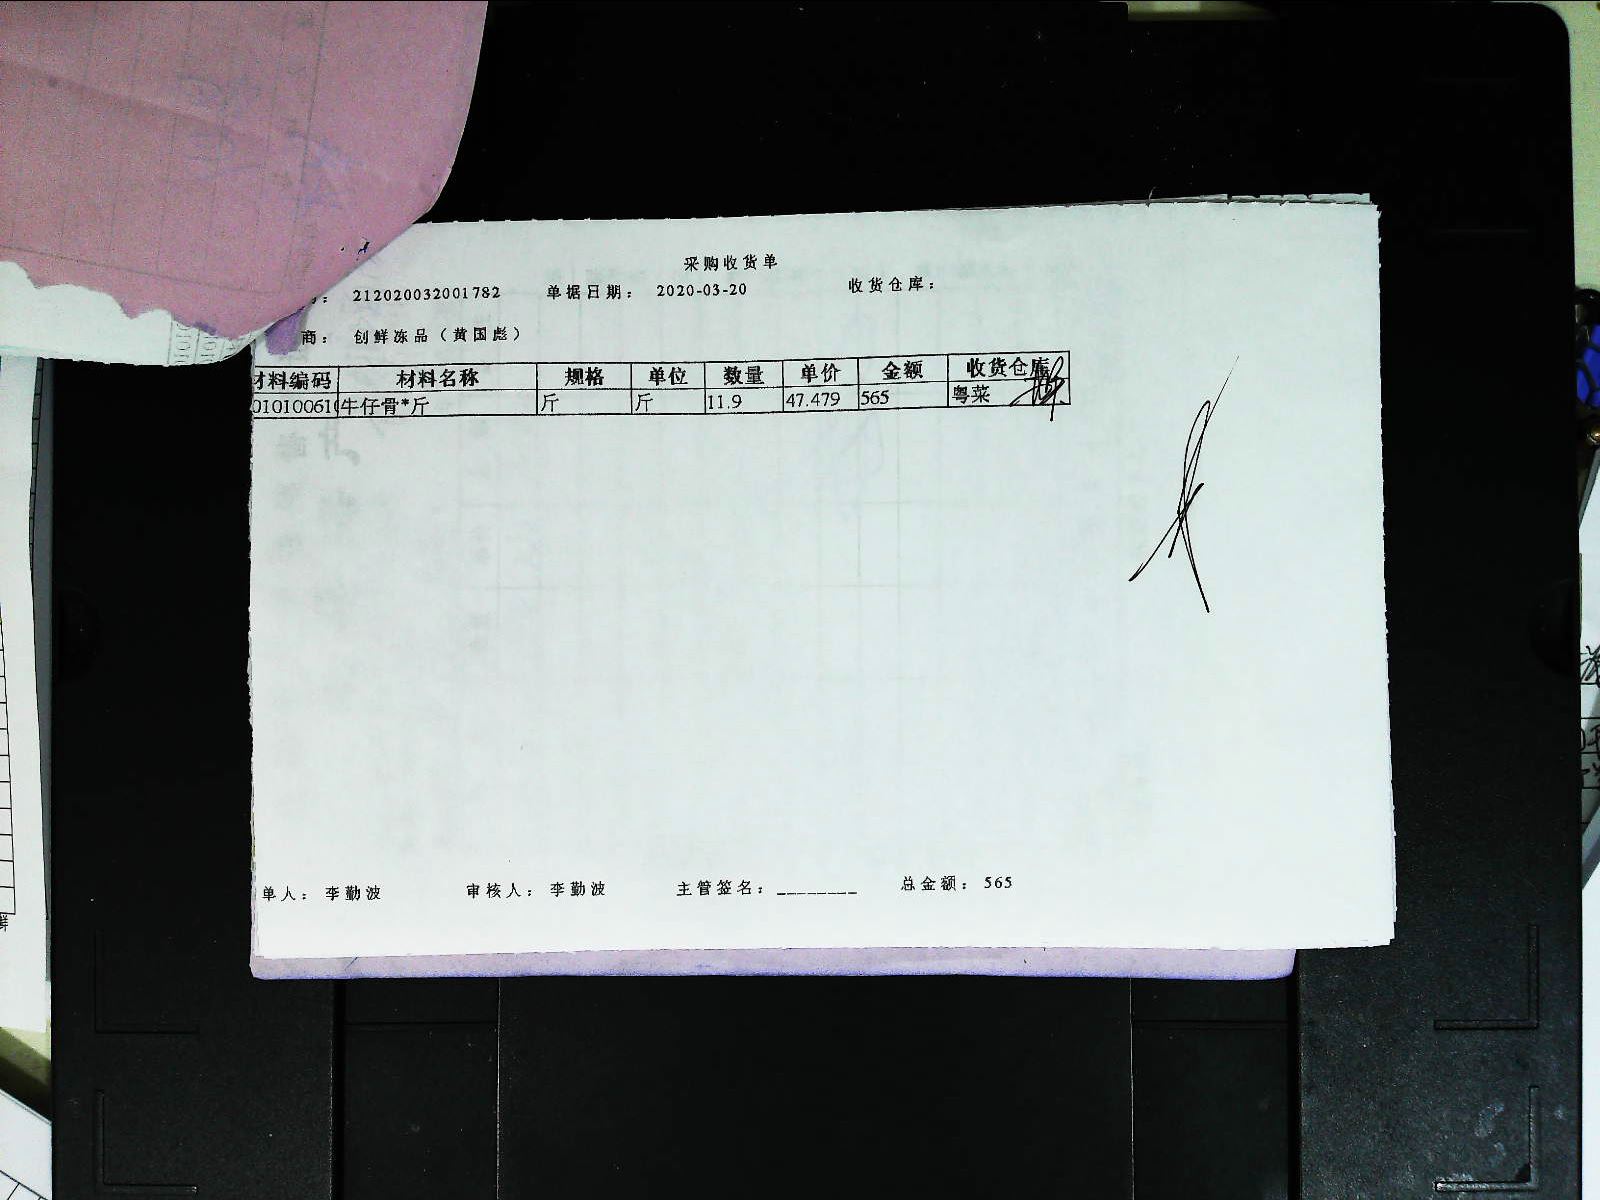 采购收货单
： 212020032001782 单据日期： 2020-03-20 收货仓库：
商： 创鲜冻品（黄国彪）
材料编码 材料名称 规格 单位 数量 单价 金额 收货仓库
010100610 牛仔骨*斤 斤 斤 11.9 47.479 565 粤菜
单人： 李勤波 审核人： 李勤波 主管签名：________ 总金额： 565